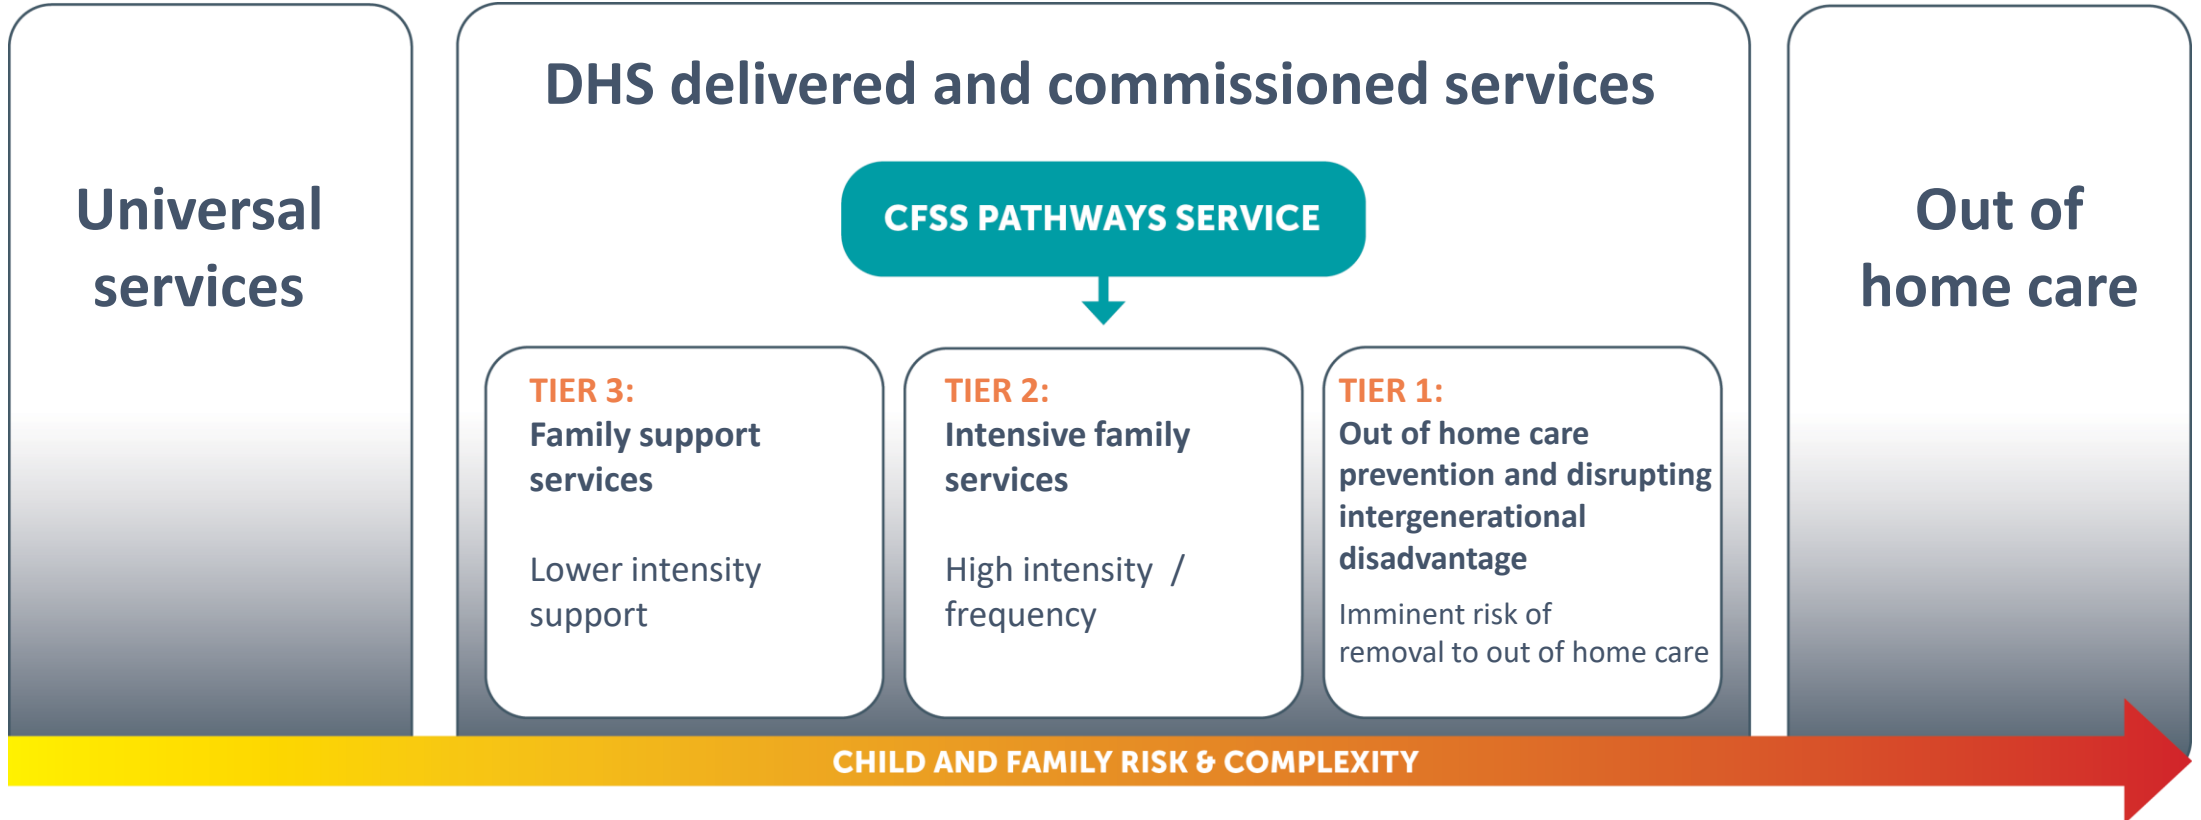 Universal
services
DHS delivered and commissioned services
CFSS PATHWAYS SERVICE
TIER 3:
Family support
services
Lower intensity
support
TIER 2:
Intensive family
services
High intensity /
frequency
TIER 1:
Out of home care
prevention and disrupting
intergenerational
disadvantage
Imminent risk of
removal to out of home care
Out of
home care
CHILD AND FAMILY RISK & COMPLEXITY